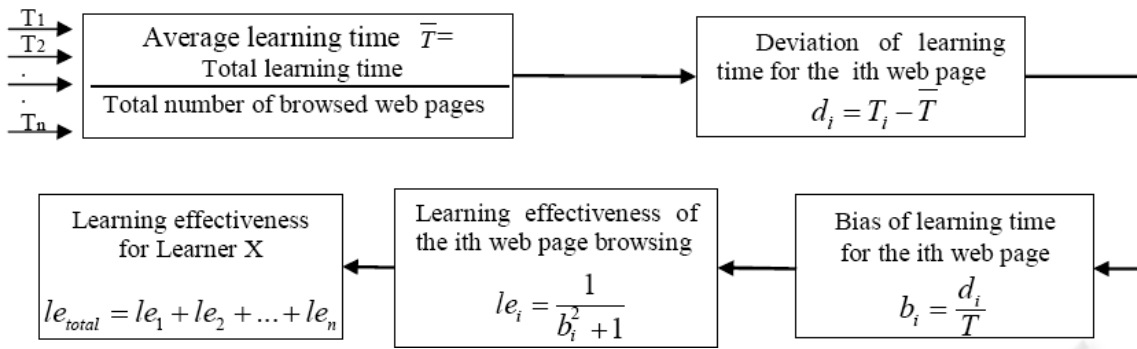 T1
T2
.
.
Tn
Average learning time T̅=
Total learning time
Total number of browsed web pages
Deviation of learning
time for the ith web page
d_i = T_i − T̅
Learning effectiveness
for Learner X
le_total = le_1 + le_2 + ... + le_n
Learning effectiveness of
the ith web page browsing
le_i = 1 / (b_i^2 + 1)
Bias of learning time
for the ith web page
b_i = d_i / T